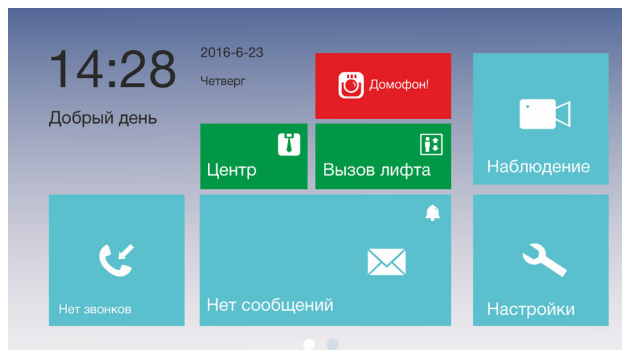 14:28
2016-6-23
Четверг
Добрый день
Домофон!
Центр
Вызов лифта
Наблюдение
Нет звонков
Нет сообщений
Настройки